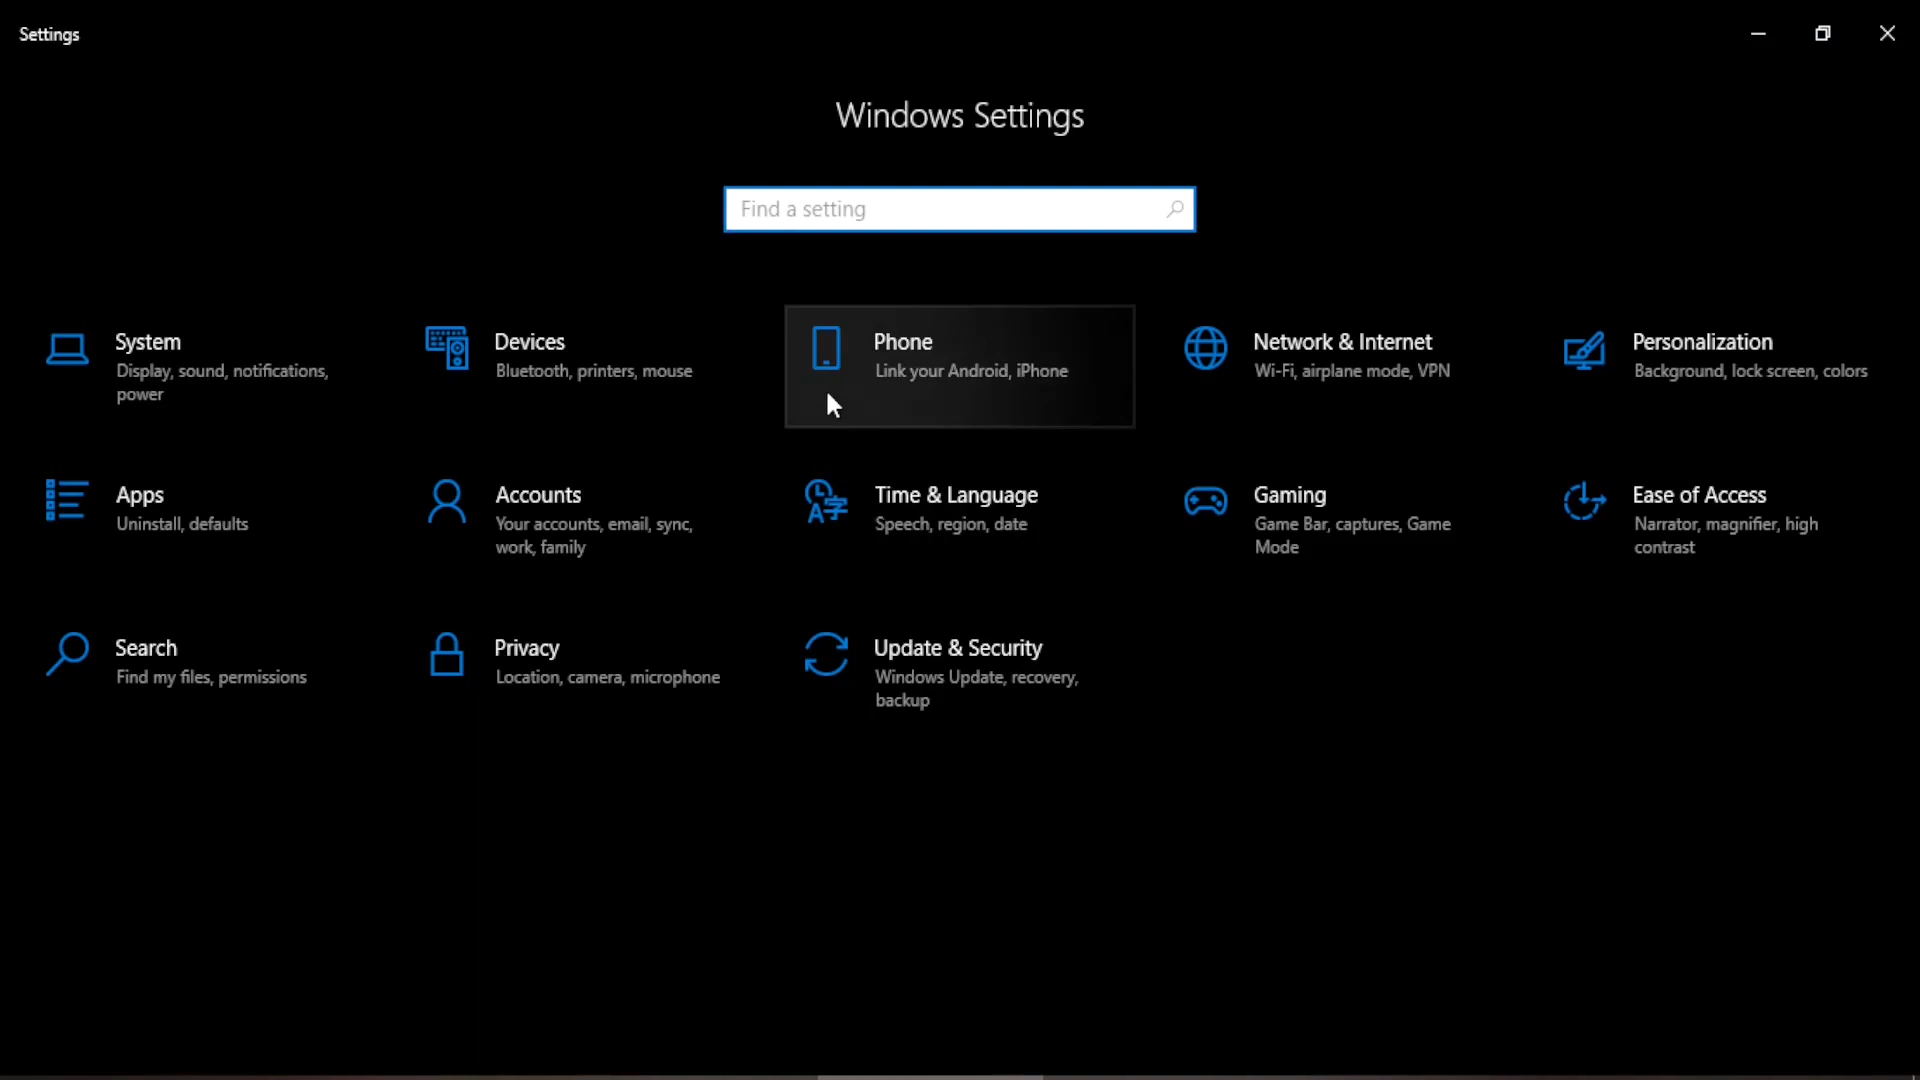 Settings
Windows Settings
Find a setting
System
Display, sound, notifications,
power
Devices
Bluetooth, printers, mouse
Phone
Link your Android, iPhone
Network & Internet
Wi-Fi, airplane mode, VPN
Personalization
Background, lock screen, colors
Apps
Uninstall, defaults
Accounts
Your accounts, email, sync,
work, family
Time & Language
Speech, region, date
Gaming
Game Bar, captures, Game
Mode
Ease of Access
Narrator, magnifier, high
contrast
Search
Find my files, permissions
Privacy
Location, camera, microphone
Update & Security
Windows Update, recovery,
backup